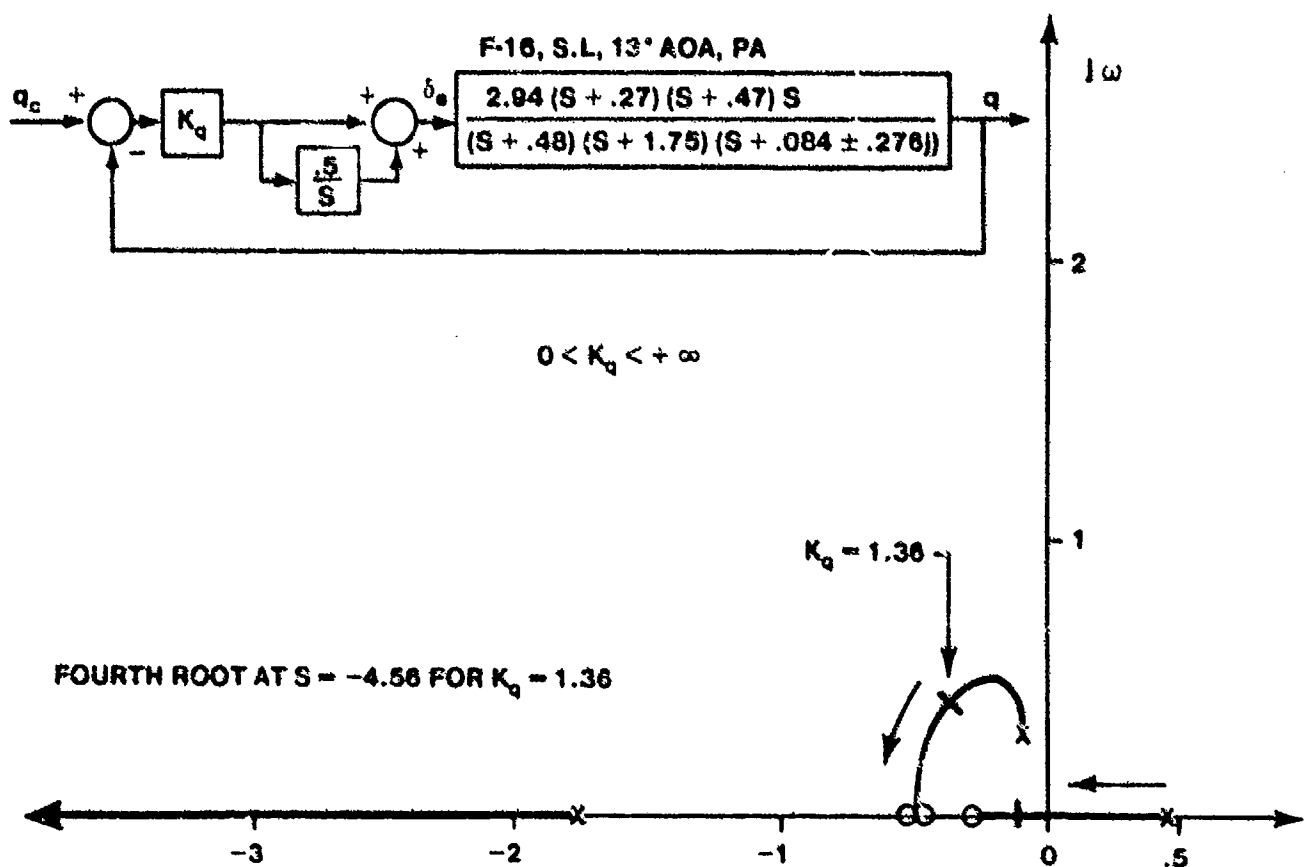 F-16, S.L, 13° AOA, PA
jω
q_c + − K_q + + δ_e
2.94 (S + .27) (S + .47) S
(S + .48) (S + 1.75) (S + .084 ± .276j)
q
.5
S
2
0 < K_q < + ∞
1
K_q = 1.36
FOURTH ROOT AT S = −4.56 FOR K_q = 1.36
−3 −2 −1 0 .5